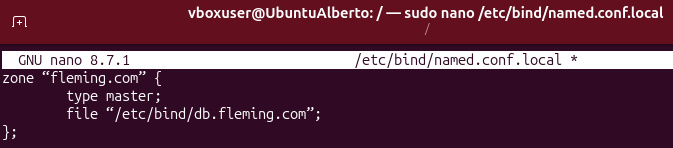 vboxuser@UbuntuAlberto: / — sudo nano /etc/bind/named.conf.local
/
GNU nano 8.7.1 /etc/bind/named.conf.local *
zone “fleming.com” {
        type master;
        file “/etc/bind/db.fleming.com”;
};